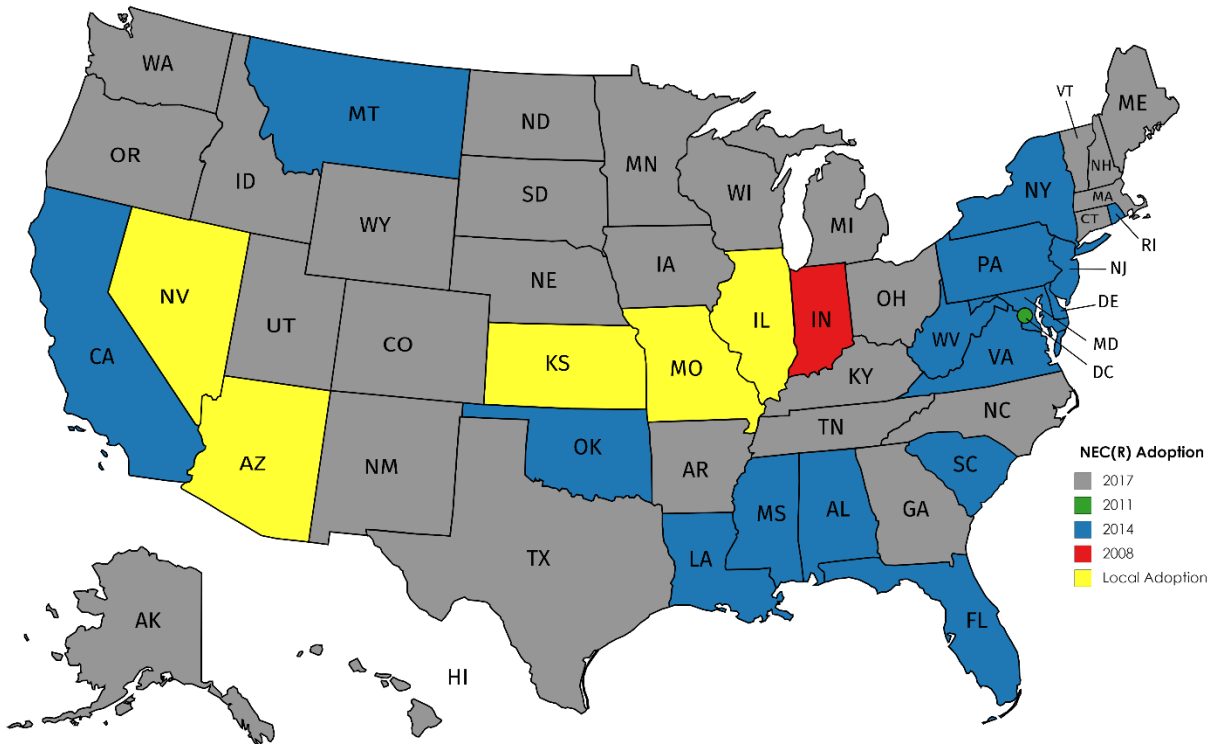 WA
MT
ND
MN
VT
ME
OR
ID
SD
WI
NH
NY
MA
WY
MI
CT
RI
IA
PA
NJ
NE
NV
OH
DE
UT
IL
IN
CA
CO
WV
MD
KS
MO
VA
DC
KY
NC
TN
AZ
NM
OK
AR
SC
NEC(R) Adoption
2017
2011
2014
2008
Local Adoption
MS
AL
GA
TX
LA
FL
AK
HI